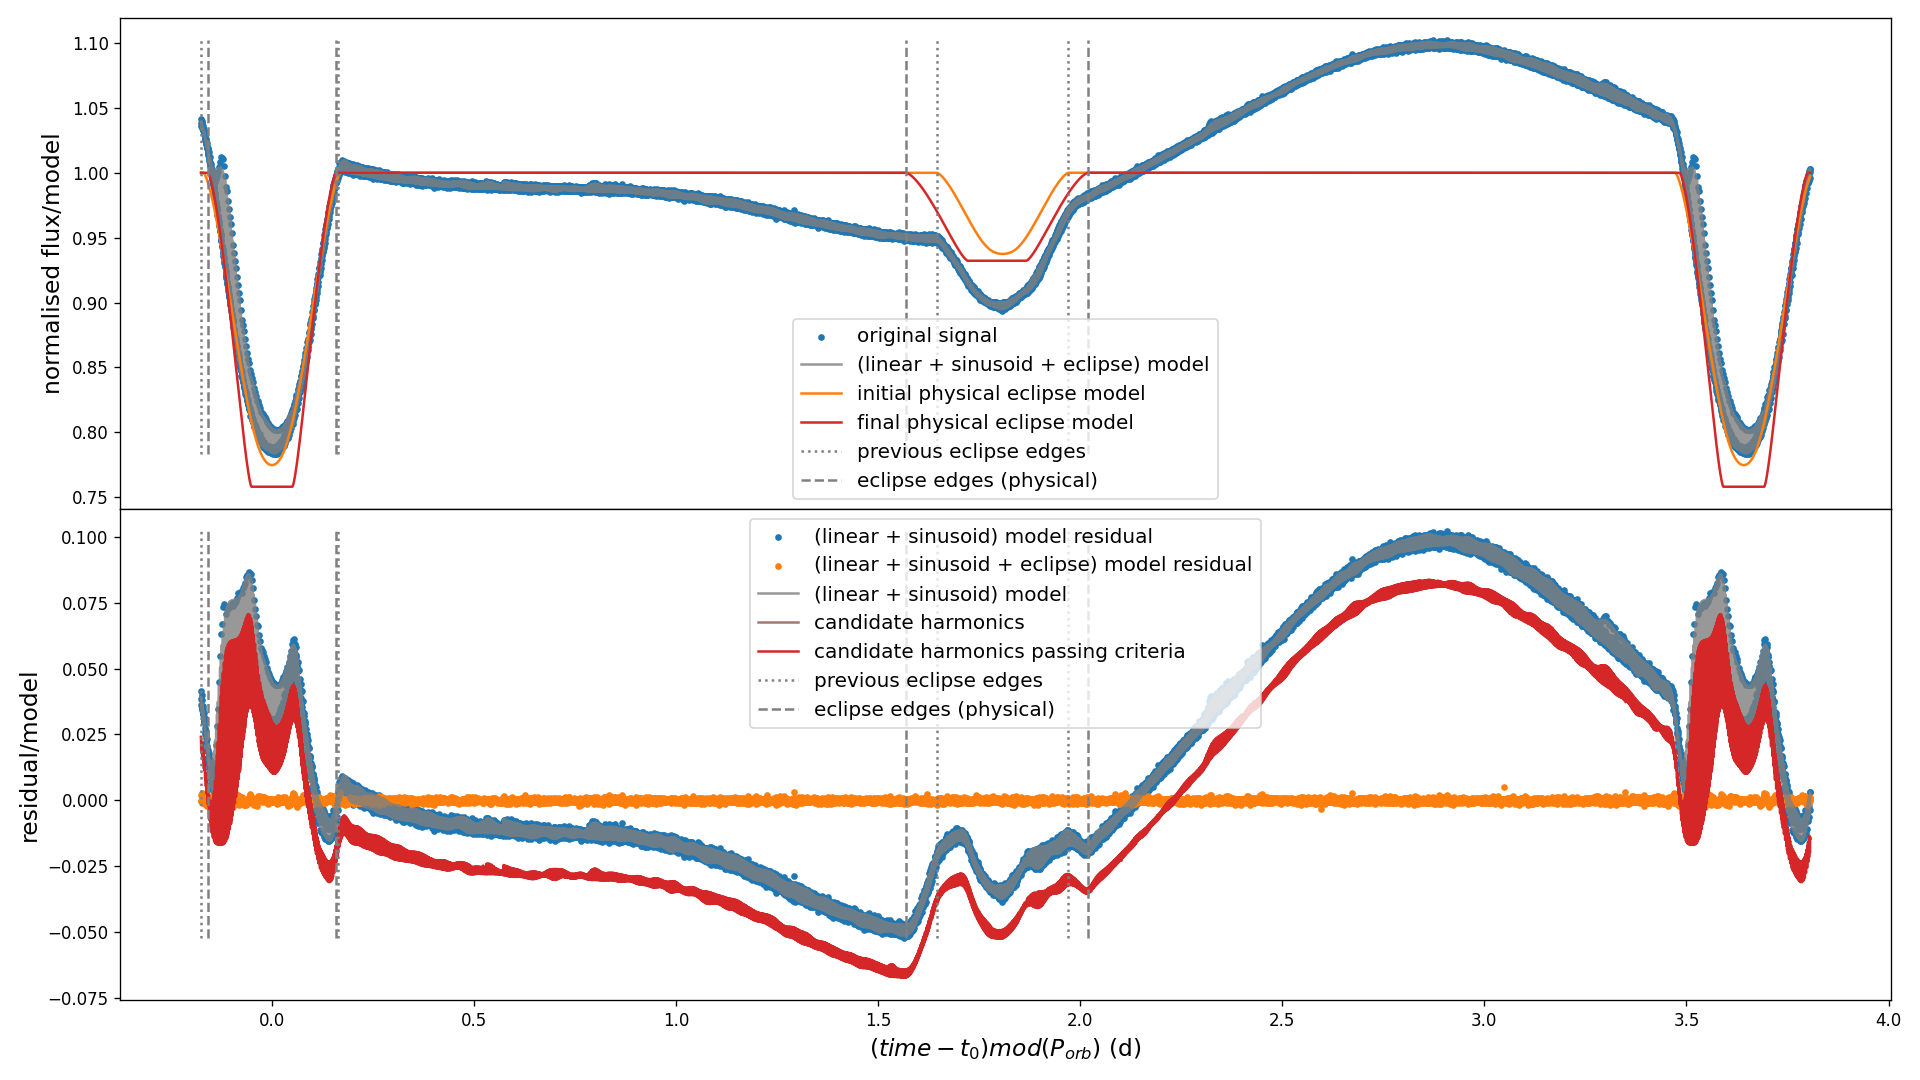 normalised flux/model
1.10
1.05
1.00
0.95
0.90
0.85
0.80
0.75
original signal
(linear + sinusoid + eclipse) model
initial physical eclipse model
final physical eclipse model
previous eclipse edges
eclipse edges (physical)
residual/model
0.100
0.075
0.050
0.025
0.000
−0.025
−0.050
−0.075
(linear + sinusoid) model residual
(linear + sinusoid + eclipse) model residual
(linear + sinusoid) model
candidate harmonics
candidate harmonics passing criteria
previous eclipse edges
eclipse edges (physical)
0.0 0.5 1.0 1.5 2.0 2.5 3.0 3.5 4.0
(time − t₀)mod(P_orb) (d)